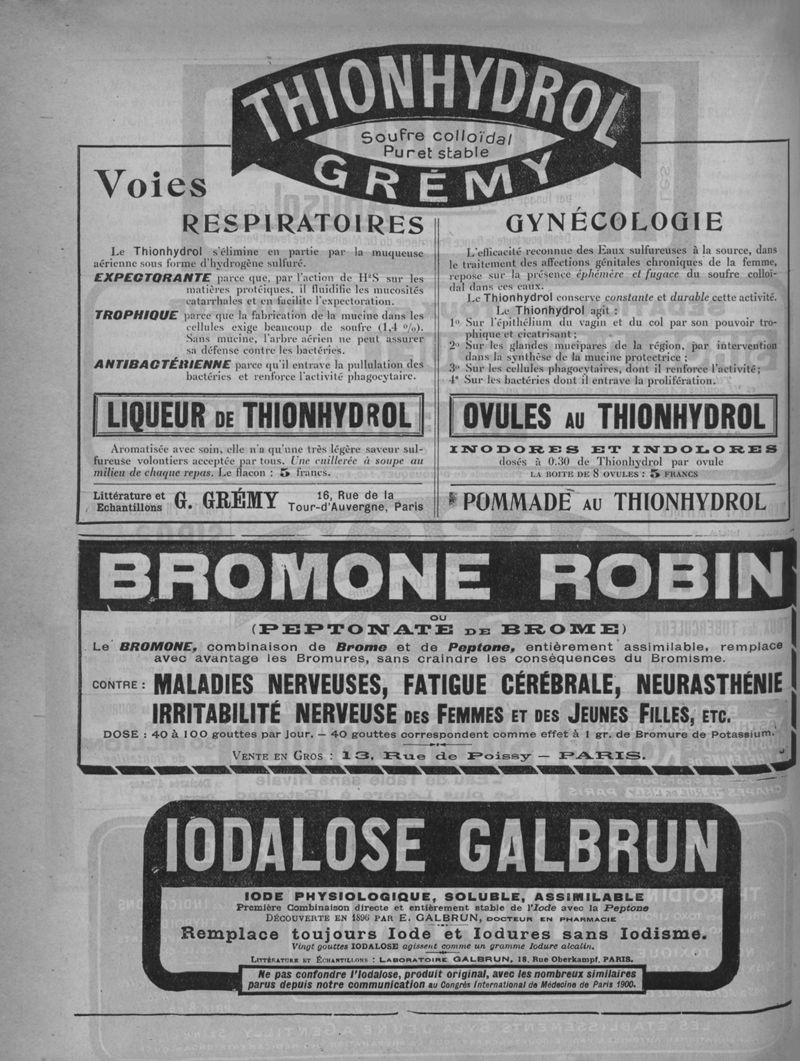 THIONHYDROL
Soufre colloïdal
Pur et stable
GRÉMY
Voies
RESPIRATOIRES
Le Thionhydrol s'élimine en partie par la muqueuse
aérienne sous forme d'hydrogène sulfuré.
EXPECTORANTE parce que, par l'action de H²S sur les
matières protéiques, il fluidifie les mucosités
catarrhales et en facilite l'expectoration.
TROPHIQUE parce que la fabrication de la mucine dans les
cellules exige beaucoup de soufre (1,4 %).
Sans mucine, l'arbre aérien ne peut assurer
sa défense contre les bactéries.
ANTIBACTÉRIENNE parce qu'il entrave la pullulation des
bactéries et renforce l'activité phagocytaire.
LIQUEUR DE THIONHYDROL
Aromatisée avec soin, elle n'a qu'une très légère saveur sul-
fureuse volontiers acceptée par tous. Une cuillerée à soupe au
milieu de chaque repas. Le flacon : 5 francs.
Littérature et
Echantillons
G. GRÉMY
16, Rue de la
Tour-d'Auvergne, Paris
GYNÉCOLOGIE
L'efficacité reconnue des Eaux sulfureuses à la source, dans
le traitement des affections génitales chroniques de la femme,
repose sur la présence éphémère et fugace du soufre colloï-
dal dans ces eaux.
Le Thionhydrol conserve constante et durable cette activité.
Le Thionhydrol agit :
1º Sur l'épithélium du vagin et du col par son pouvoir tro-
phique et cicatrisant ;
2º Sur les glandes mucipares de la région, par intervention
dans la synthèse de la mucine protectrice ;
3º Sur les cellules phagocytaires, dont il renforce l'activité ;
4º Sur les bactéries dont il entrave la prolifération.
OVULES AU THIONHYDROL
INODORES ET INDOLORES
dosés à 0.30 de Thionhydrol par ovule
LA BOITE DE 8 OVULES : 5 FRANCS
POMMADE AU THIONHYDROL
BROMONE ROBIN
OU
(PEPTONATE DE BROME)
Le BROMONE, combinaison de Brome et de Peptone, entièrement assimilable, remplace
avec avantage les Bromures, sans craindre les conséquences du Bromisme.
CONTRE : MALADIES NERVEUSES, FATIGUE CÉRÉBRALE, NEURASTHÉNIE
IRRITABILITÉ NERVEUSE DES FEMMES ET DES JEUNES FILLES, ETC.
DOSE : 40 à 100 gouttes par jour. — 40 gouttes correspondent comme effet à 1 gr. de Bromure de Potassium.
VENTE EN GROS : 13, Rue de Poissy — PARIS.
IODALOSE GALBRUN
IODE PHYSIOLOGIQUE, SOLUBLE, ASSIMILABLE
Première Combinaison directe et entièrement stable de l'Iode avec la Peptone
DÉCOUVERTE EN 1896 PAR E. GALBRUN, DOCTEUR EN PHARMACIE
Remplace toujours Iode et Iodures sans Iodisme.
Vingt gouttes IODALOSE agissent comme un gramme Iodure alcalin.
LITTÉRATURE ET ÉCHANTILLONS : LABORATOIRE GALBRUN, 18, Rue Oberkampf, PARIS.
Ne pas confondre l'Iodalose, produit original, avec les nombreux similaires
parus depuis notre communication au Congrès International de Médecine de Paris 1900.